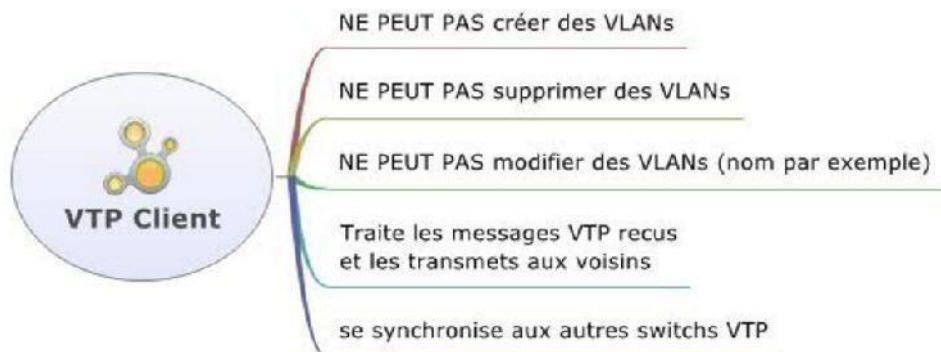 NE PEUT PAS créer des VLANs
NE PEUT PAS supprimer des VLANs
NE PEUT PAS modifier des VLANs (nom par exemple)
VTP Client
Traite les messages VTP recus
et les transmets aux voisins
se synchronise aux autres switchs VTP